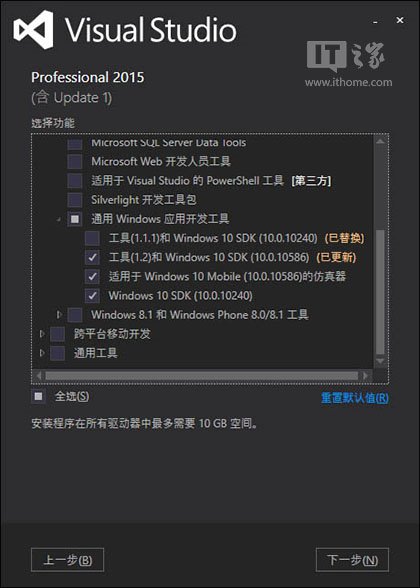 Visual Studio
IT之家
www.ithome.com
Professional 2015
(含 Update 1)
选择功能
Microsoft SQL Server Data Tools
Microsoft Web 开发人员工具
适用于 Visual Studio 的 PowerShell 工具 [第三方]
Silverlight 开发工具包
通用 Windows 应用开发工具
工具(1.1.1)和 Windows 10 SDK (10.0.10240) (已替换)
工具(1.2)和 Windows 10 SDK (10.0.10586) (已更新)
适用于 Windows 10 Mobile (10.0.10586)的仿真器
Windows 10 SDK (10.0.10240)
Windows 8.1 和 Windows Phone 8.0/8.1 工具
跨平台移动开发
通用工具
全选(S)
重置默认值(R)
安装程序在所有驱动器中最多需要 10 GB 空间。
上一步(B)
下一步(N)